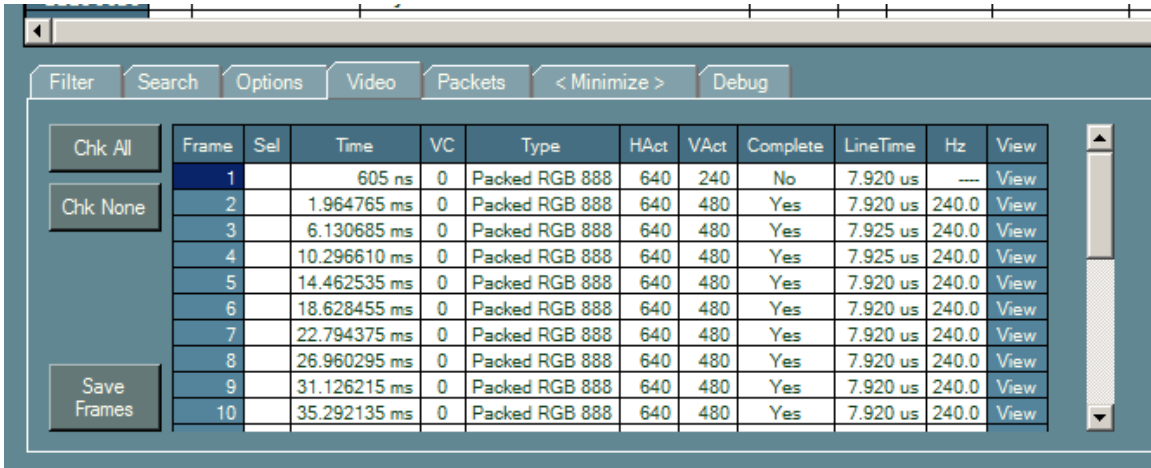 Filter Search Options Video Packets < Minimize > Debug
Chk All
Chk None
Save
Frames
Frame Sel Time VC Type HAct VAct Complete LineTime Hz View
1 605 ns 0 Packed RGB 888 640 240 No 7.920 us ---- View
2 1.964765 ms 0 Packed RGB 888 640 480 Yes 7.920 us 240.0 View
3 6.130685 ms 0 Packed RGB 888 640 480 Yes 7.925 us 240.0 View
4 10.296610 ms 0 Packed RGB 888 640 480 Yes 7.925 us 240.0 View
5 14.462535 ms 0 Packed RGB 888 640 480 Yes 7.920 us 240.0 View
6 18.628455 ms 0 Packed RGB 888 640 480 Yes 7.920 us 240.0 View
7 22.794375 ms 0 Packed RGB 888 640 480 Yes 7.920 us 240.0 View
8 26.960295 ms 0 Packed RGB 888 640 480 Yes 7.920 us 240.0 View
9 31.126215 ms 0 Packed RGB 888 640 480 Yes 7.920 us 240.0 View
10 35.292135 ms 0 Packed RGB 888 640 480 Yes 7.920 us 240.0 View